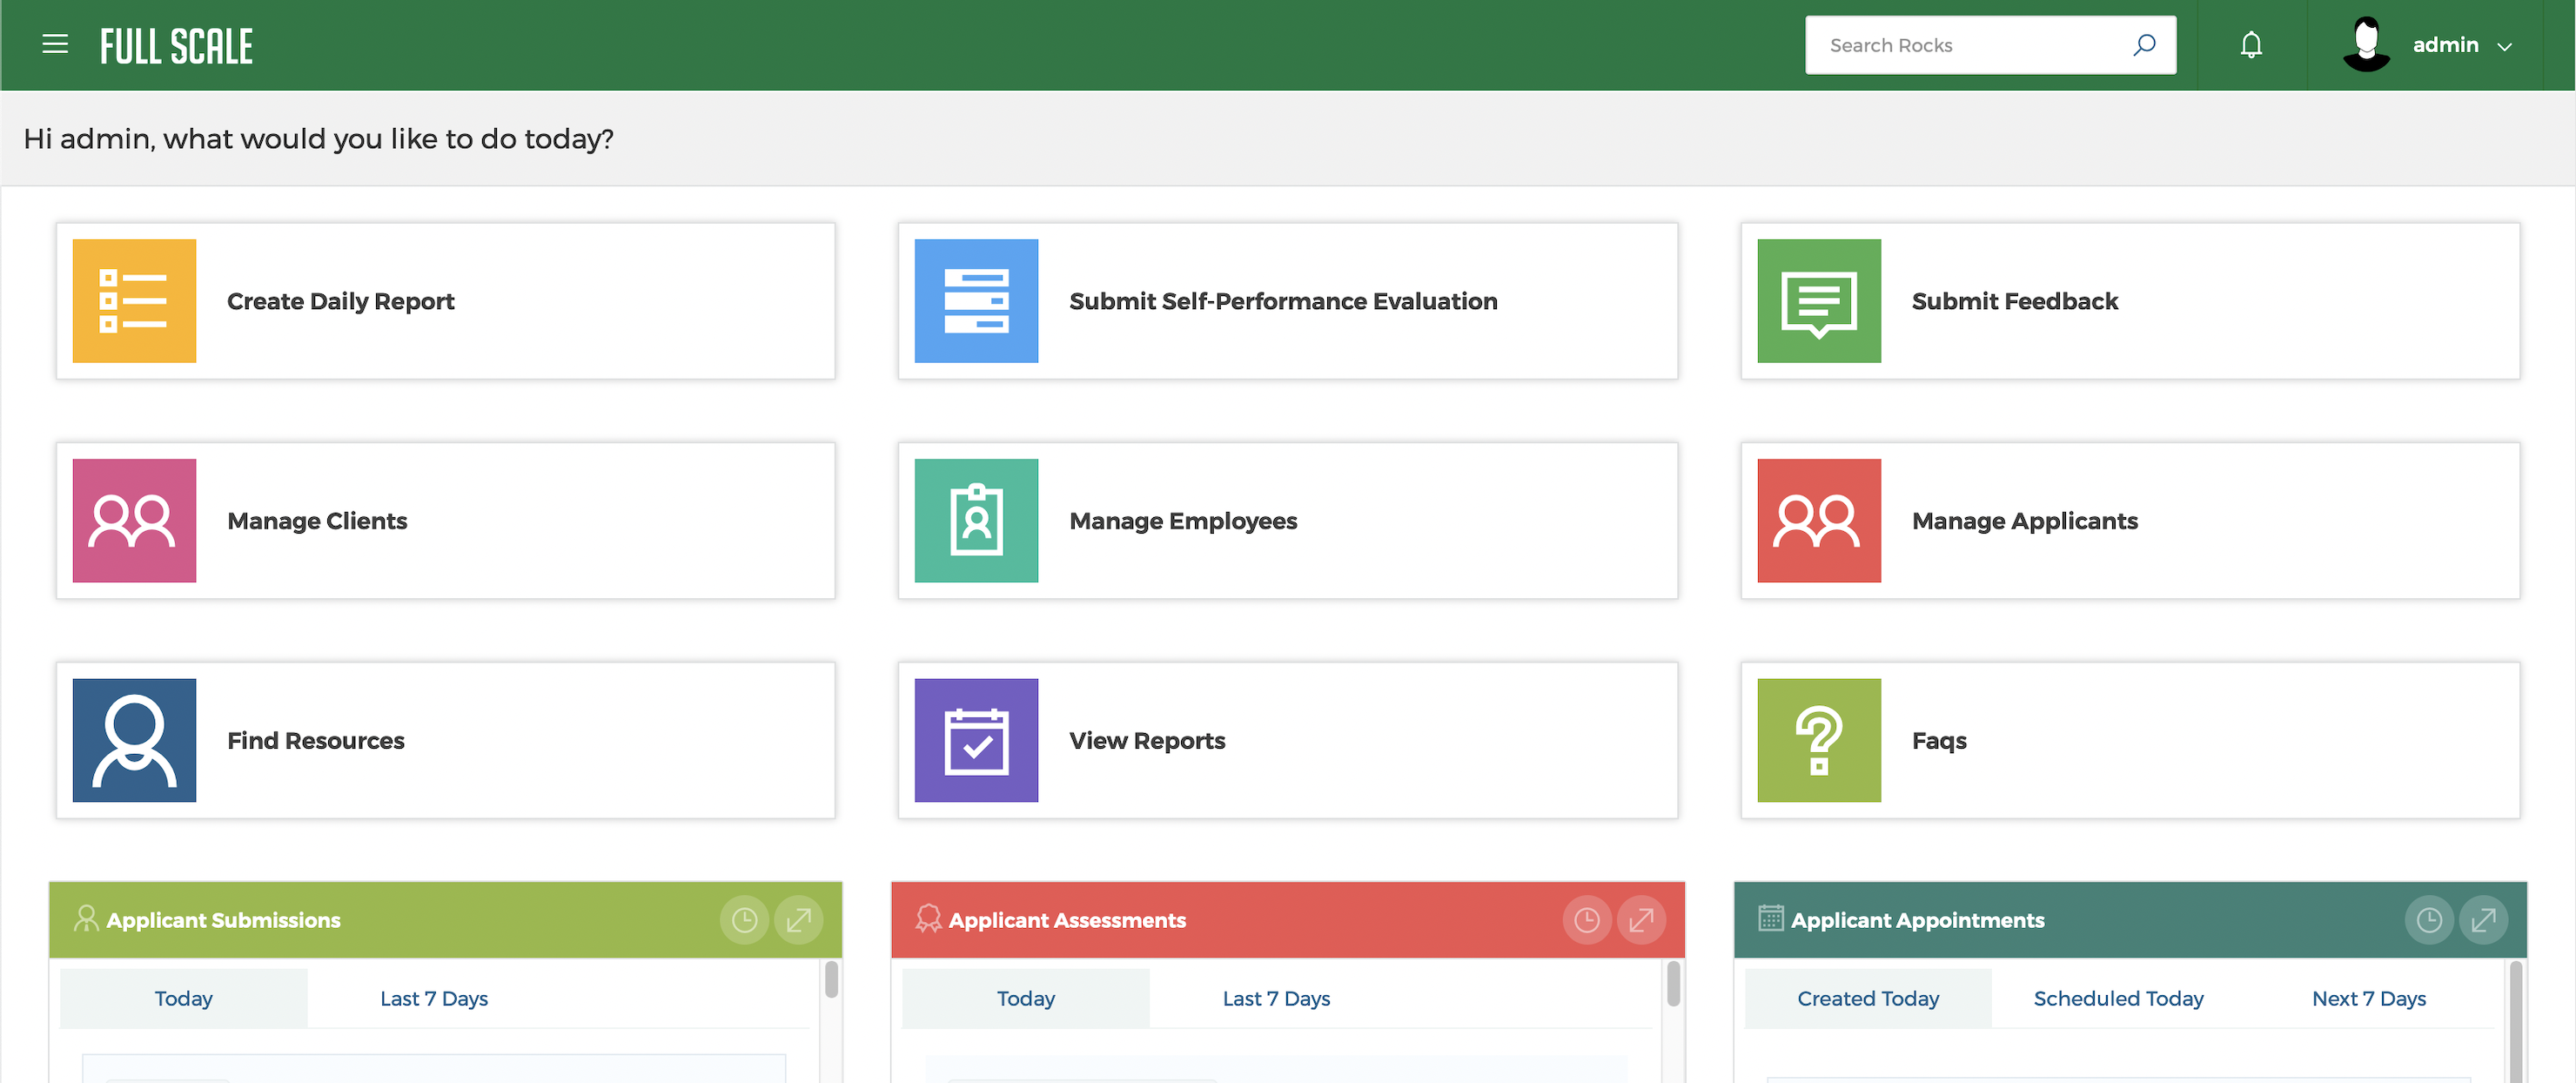 FULL SCALE
Search Rocks
admin
Hi admin, what would you like to do today?
Create Daily Report
Submit Self-Performance Evaluation
Submit Feedback
Manage Clients
Manage Employees
Manage Applicants
Find Resources
View Reports
Faqs
Applicant Submissions
Applicant Assessments
Applicant Appointments
Today
Last 7 Days
Today
Last 7 Days
Created Today
Scheduled Today
Next 7 Days